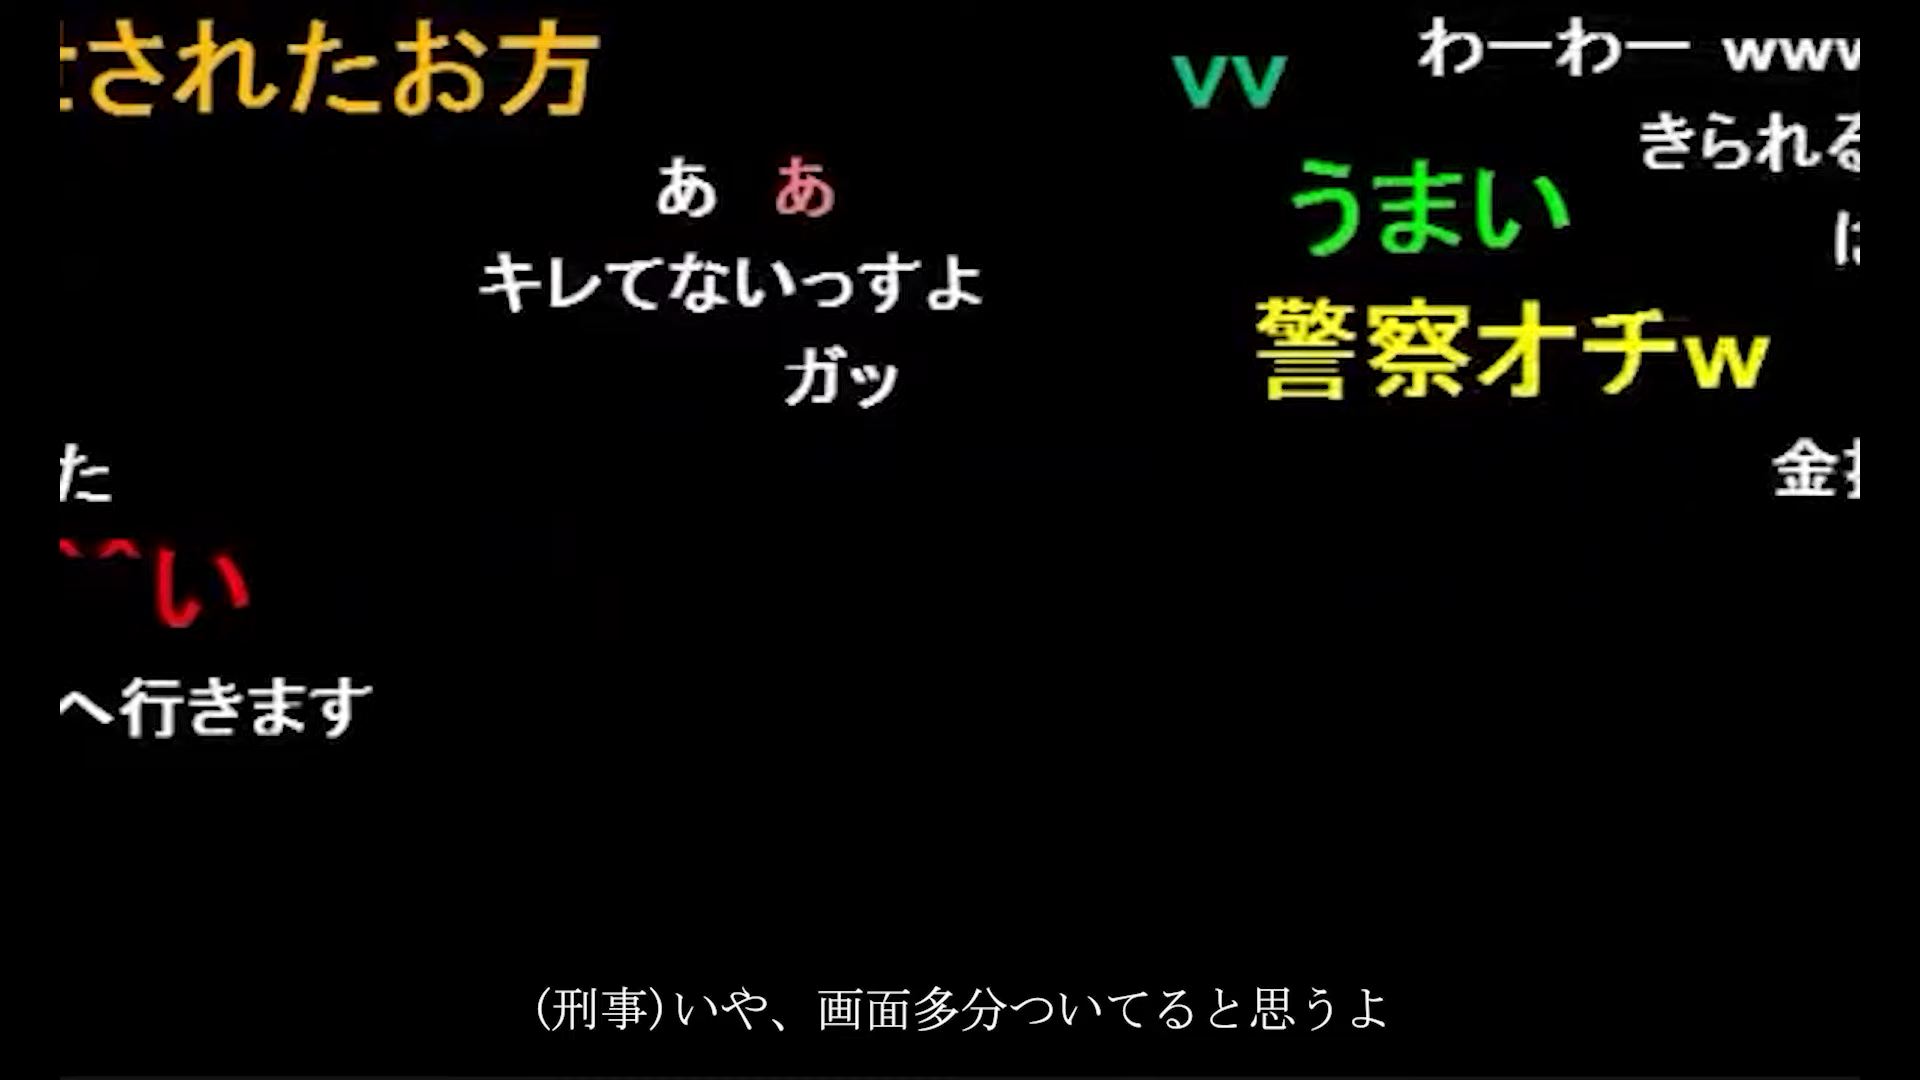 されたお方
vv
わーわー www
きられる
あ あ
うまい
キレてないっすよ
警察オチw
ガッ
た
金
^^い
へ行きます
(刑事)いや、画面多分ついてると思うよ